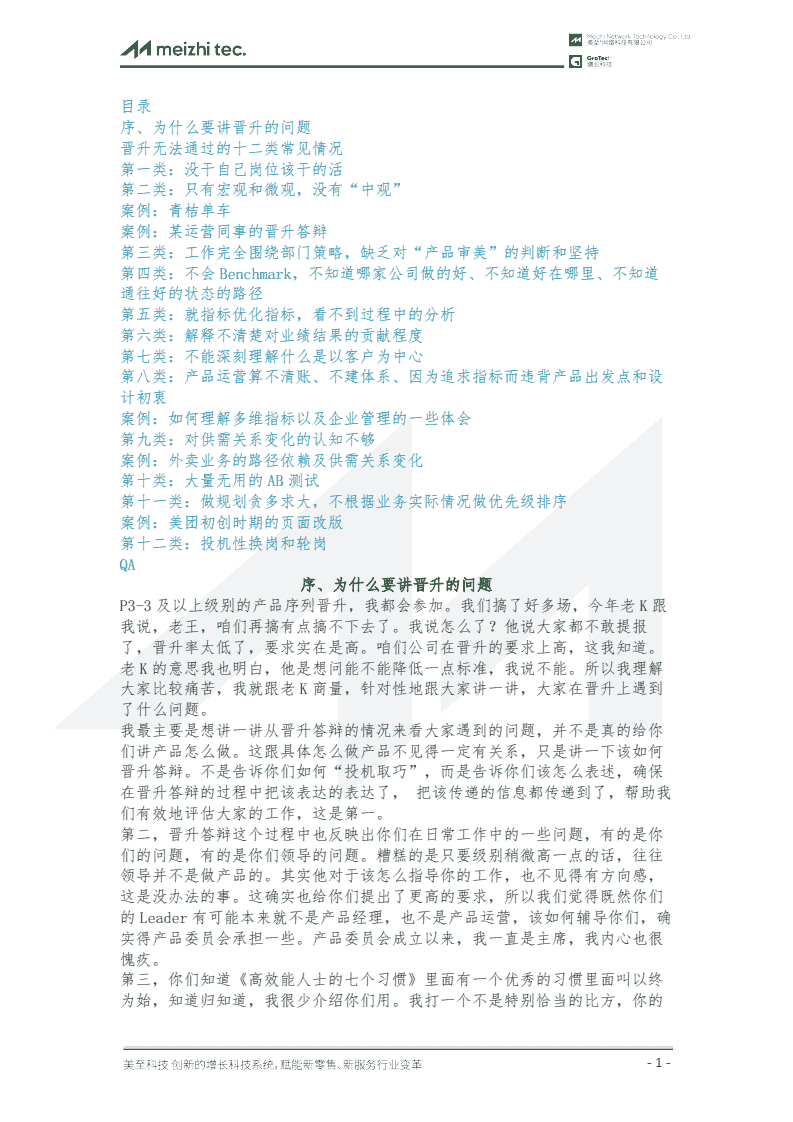 meizhi tec.
Meizhi Network Technology Co., Ltd
美至®网络科技有限公司
GroTech
增长科技
目录
序、为什么要讲晋升的问题
晋升无法通过的十二类常见情况
第一类：没干自己岗位该干的活
第二类：只有宏观和微观，没有“中观”
案例：青桔单车
案例：某运营同事的晋升答辩
第三类：工作完全围绕部门策略，缺乏对“产品审美”的判断和坚持
第四类：不会 Benchmark，不知道哪家公司做的好、不知道好在哪里、不知道
通往好的状态的路径
第五类：就指标优化指标，看不到过程中的分析
第六类：解释不清楚对业绩结果的贡献程度
第七类：不能深刻理解什么是以客户为中心
第八类：产品运营算不清账、不建体系、因为追求指标而违背产品出发点和设
计初衷
案例：如何理解多维指标以及企业管理的一些体会
第九类：对供需关系变化的认知不够
案例：外卖业务的路径依赖及供需关系变化
第十类：大量无用的 AB 测试
第十一类：做规划贪多求大，不根据业务实际情况做优先级排序
案例：美团初创时期的页面改版
第十二类：投机性换岗和轮岗
QA
序、为什么要讲晋升的问题
P3-3 及以上级别的产品序列晋升，我都会参加。我们搞了好多场，今年老 K 跟
我说，老王，咱们再搞有点搞不下去了。我说怎么了？他说大家都不敢提报
了，晋升率太低了，要求实在是高。咱们公司在晋升的要求上高，这我知道。
老 K 的意思我也明白，他是想问能不能降低一点标准，我说不能。所以我理解
大家比较痛苦，我就跟老 K 商量，针对性地跟大家讲一讲，大家在晋升上遇到
了什么问题。
我最主要是想讲一讲从晋升答辩的情况来看大家遇到的问题，并不是真的给你
们讲产品怎么做。这跟具体怎么做产品不见得一定有关系，只是讲一下该如何
晋升答辩。不是告诉你们如何“投机取巧”，而是告诉你们该怎么表述，确保
在晋升答辩的过程中把该表达的表达了， 把该传递的信息都传递到了，帮助我
们有效地评估大家的工作，这是第一。
第二，晋升答辩这个过程中也反映出你们在日常工作中的一些问题，有的是你
们的问题，有的是你们领导的问题。糟糕的是只要级别稍微高一点的话，往往
领导并不是做产品的。其实他对于该怎么指导你的工作，也不见得有方向感，
这是没办法的事。这确实也给你们提出了更高的要求，所以我们觉得既然你们
的 Leader 有可能本来就不是产品经理，也不是产品运营，该如何辅导你们，确
实得产品委员会承担一些。产品委员会成立以来，我一直是主席，我内心也很
愧疚。
第三，你们知道《高效能人士的七个习惯》里面有一个优秀的习惯里面叫以终
为始，知道归知道，我很少介绍你们用。我打一个不是特别恰当的比方，你的
美至科技 创新的增长科技系统，赋能新零售、新服务行业变革
- 1 -